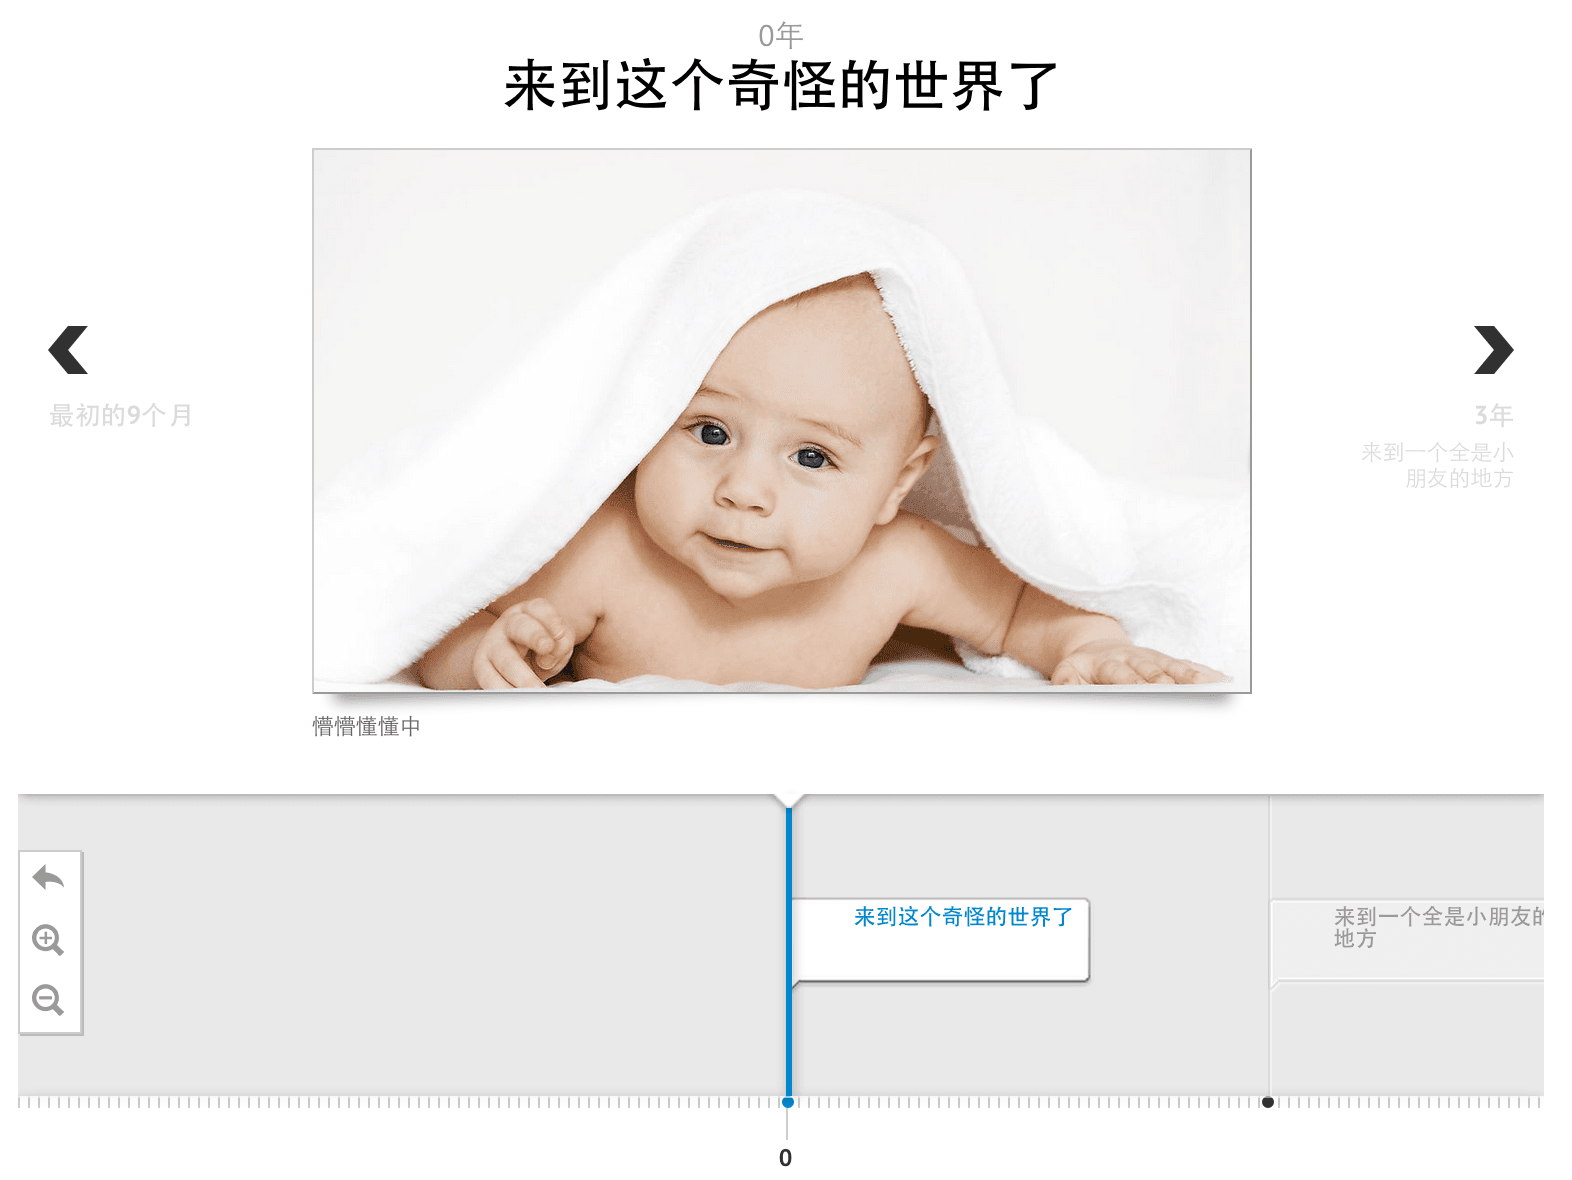 0年
来到这个奇怪的世界了
最初的9个月
3年
来到一个全是小
朋友的地方
懵懵懂懂中
来到这个奇怪的世界了
来到一个全是小朋友的
地方
0